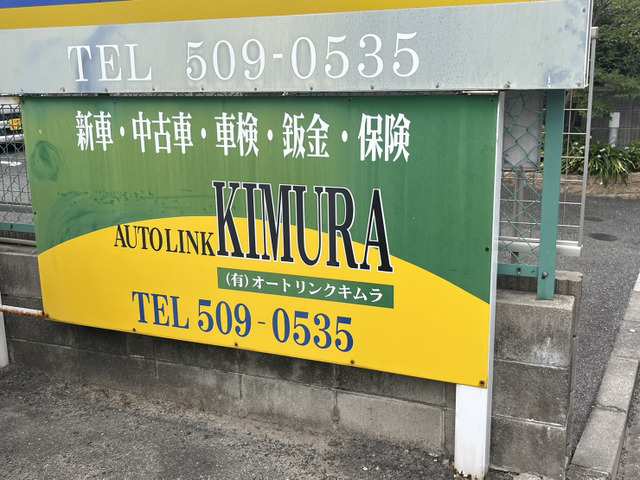 TEL 509-0535
新車・中古車・車検・鈑金・保険
AUTO LINK KIMURA
(有)オートリンクキムラ
TEL 509-0535